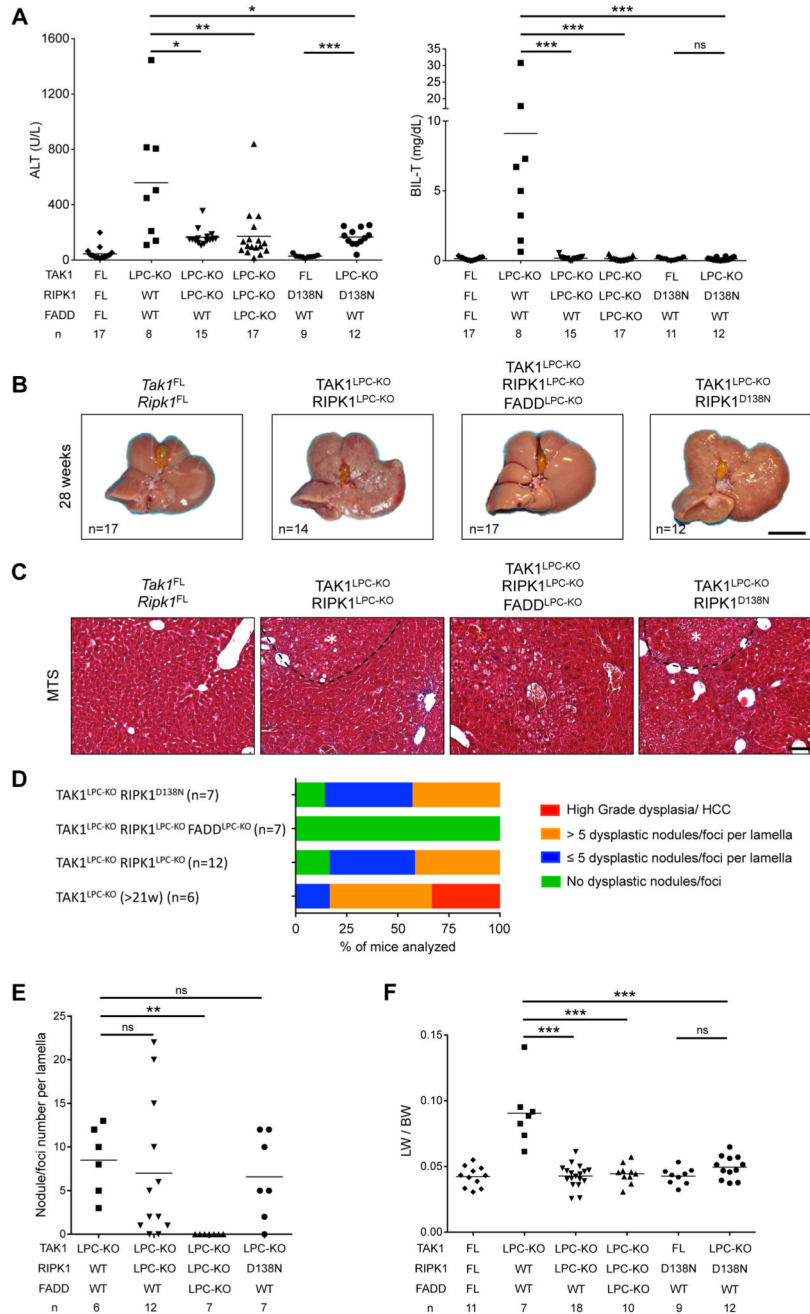 A
* ** * ***
*** *** *** ns
1600
1200
800
400
0
ALT (U/L)
35
30
25
20
15
10
5
0
BIL-T (mg/dL)
TAK1 FL LPC-KO LPC-KO LPC-KO FL LPC-KO
RIPK1 FL WT LPC-KO LPC-KO D138N D138N
FADD FL WT WT LPC-KO WT WT
n 17 8 15 17 9 12
FL LPC-KO LPC-KO LPC-KO FL LPC-KO
FL WT LPC-KO LPC-KO D138N D138N
FL WT WT LPC-KO WT WT
17 8 15 17 11 12
B
Tak1FL
Ripk1FL
TAK1LPC-KO
RIPK1LPC-KO
TAK1LPC-KO
RIPK1LPC-KO
FADDLPC-KO
TAK1LPC-KO
RIPK1D138N
28 weeks
n=17
n=14
n=17
n=12
C
Tak1FL
Ripk1FL
TAK1LPC-KO
RIPK1LPC-KO
TAK1LPC-KO
RIPK1LPC-KO
FADDLPC-KO
TAK1LPC-KO
RIPK1D138N
MTS
*
*
D
TAK1LPC-KO RIPK1D138N (n=7)
TAK1LPC-KO RIPK1LPC-KO FADDLPC-KO (n=7)
TAK1LPC-KO RIPK1LPC-KO (n=12)
TAK1LPC-KO (>21w) (n=6)
0 25 50 75 100
% of mice analyzed
High Grade dysplasia/ HCC
> 5 dysplastic nodules/foci per lamella
≤ 5 dysplastic nodules/foci per lamella
No dysplastic nodules/foci
E
ns
**
ns
25
20
15
10
5
0
Nodule/foci number per lamella
TAK1 LPC-KO LPC-KO LPC-KO LPC-KO
RIPK1 WT LPC-KO LPC-KO D138N
FADD WT WT LPC-KO WT
n 6 12 7 7
F
***
***
*** ns
0.15
0.10
0.05
0.00
LW / BW
TAK1 FL LPC-KO LPC-KO LPC-KO FL LPC-KO
RIPK1 FL WT LPC-KO LPC-KO D138N D138N
FADD FL WT WT LPC-KO WT WT
n 11 7 18 10 9 12